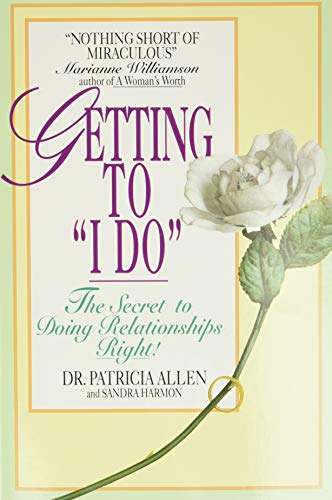 "NOTHING SHORT OF
MIRACULOUS"
Marianne Williamson
author of A Woman's Worth
GETTING
TO
"I DO"
The Secret to
Doing Relationships
Right!
DR. PATRICIA ALLEN
and SANDRA HARMON